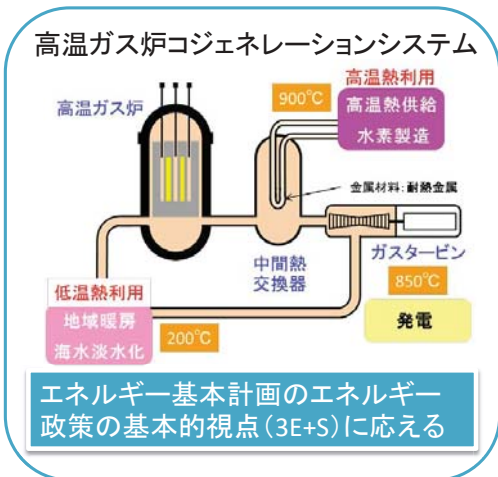 高温ガス炉コジェネレーションシステム
高温熱利用
900℃
高温熱供給
水素製造
高温ガス炉
金属材料:耐熱金属
中間熱
交換器
ガスタービン
850℃
低温熱利用
地域暖房
海水淡水化
200℃
発電
エネルギー基本計画のエネルギー
政策の基本的視点(3E+S)に応える